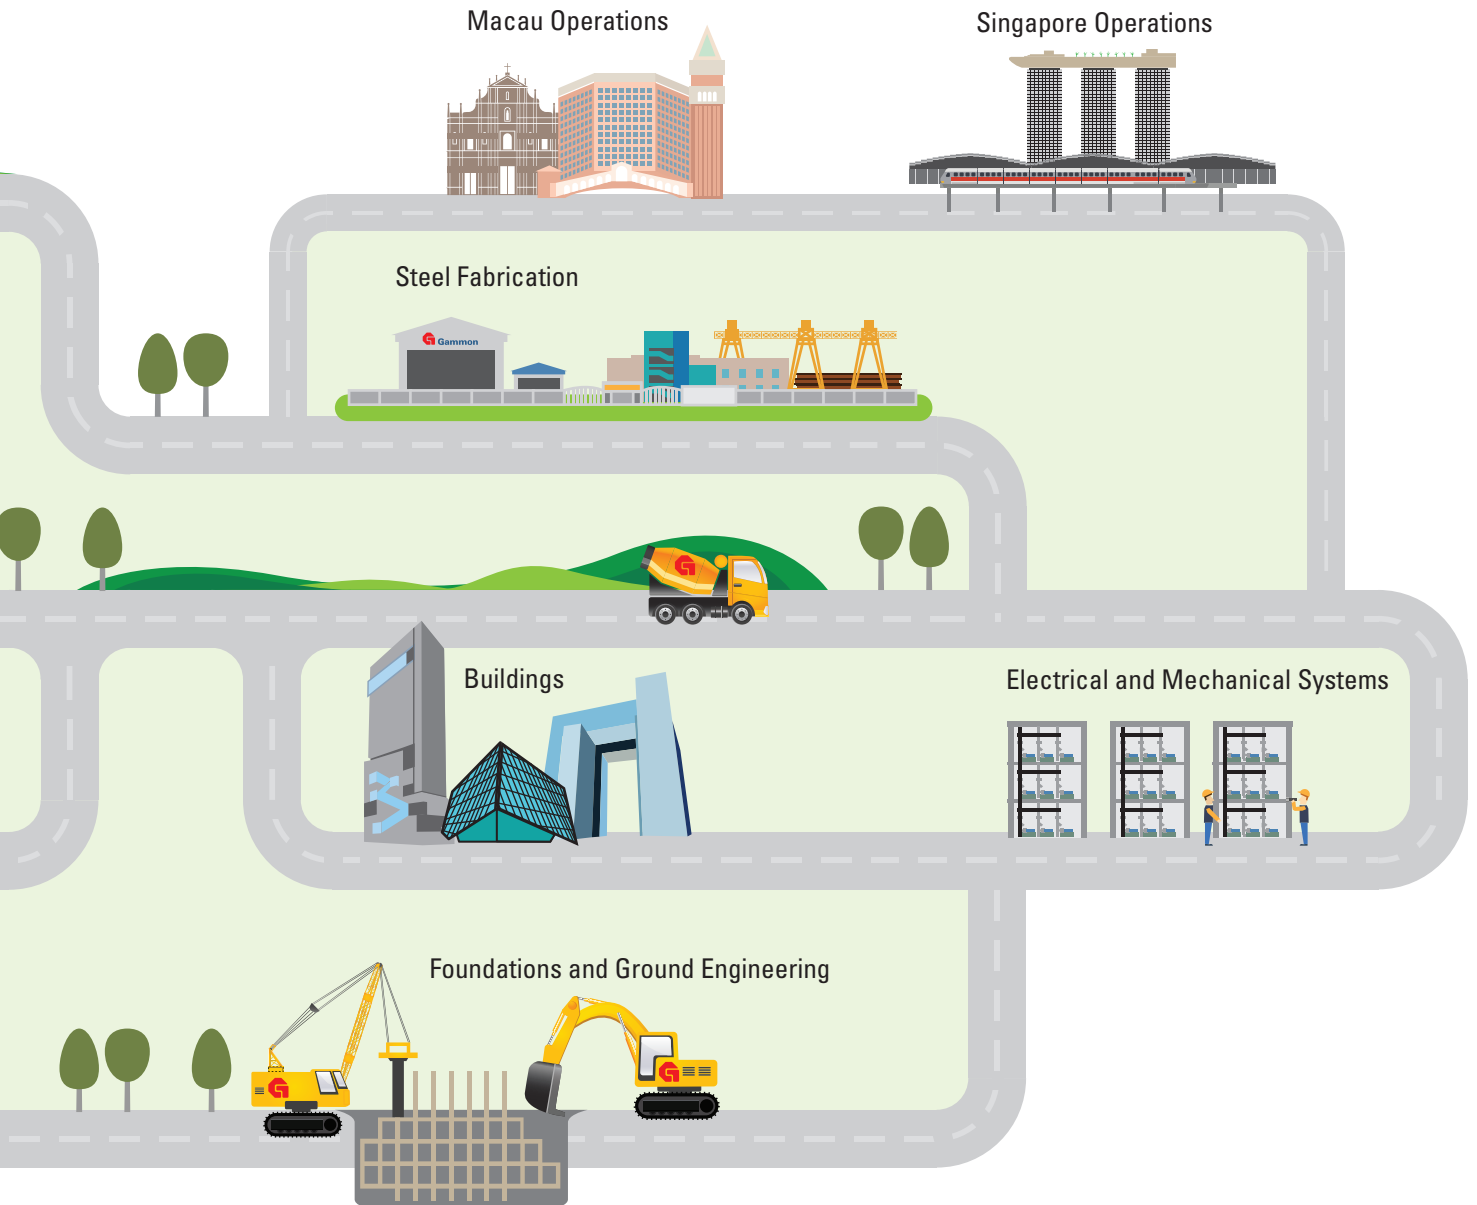 Macau Operations
Singapore Operations
Steel Fabrication
Gammon
Buildings
Electrical and Mechanical Systems
Foundations and Ground Engineering